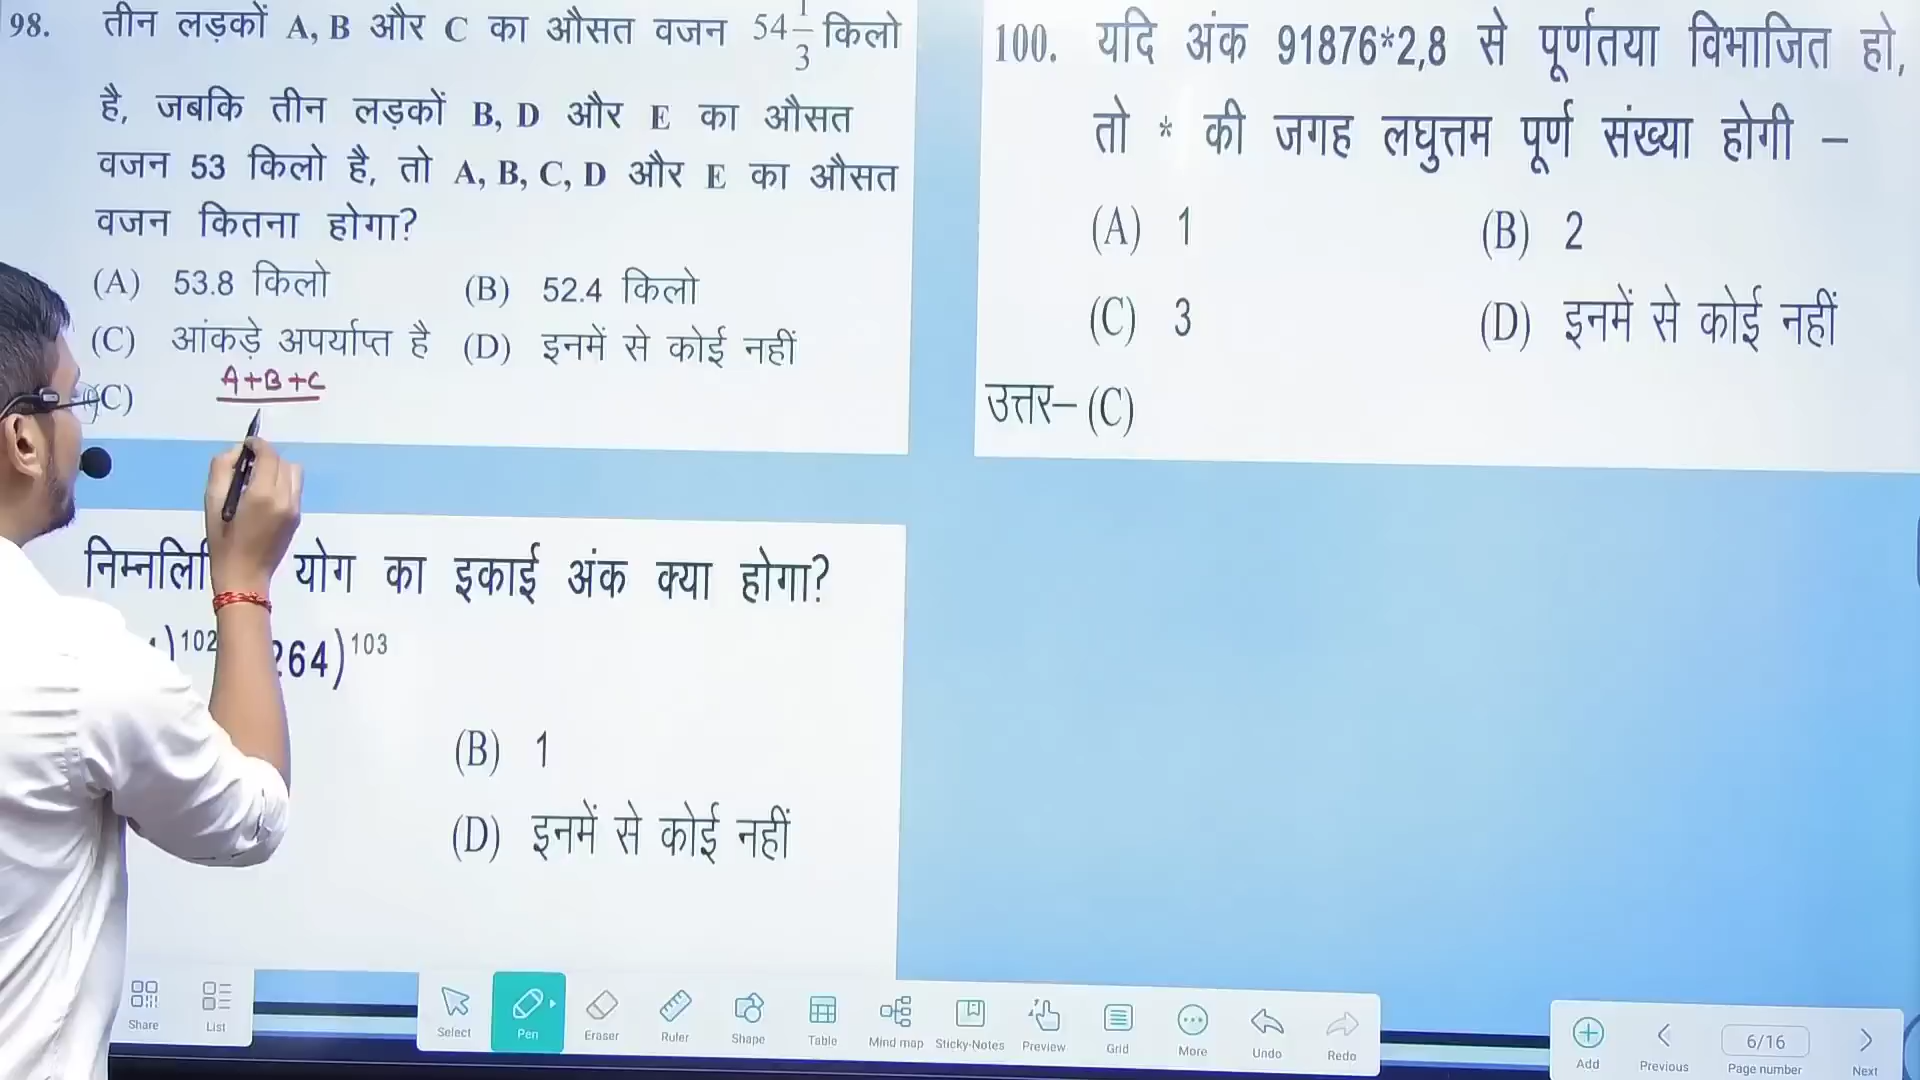 98. तीन लड़कों A, B और C का औसत वजन 54 1/3 किलो
है, जबकि तीन लड़कों B, D और E का औसत
वजन 53 किलो है, तो A, B, C, D और E का औसत
वजन कितना होगा?
(A) 53.8 किलो (B) 52.4 किलो
(C) आंकड़े अपर्याप्त है (D) इनमें से कोई नहीं
(C)
A+B+C
योग का इकाई अंक क्या होगा?
)102 264)103
(B) 1
(D) इनमें से कोई नहीं
100. यदि अंक 91876*2,8 से पूर्णतया विभाजित हो,
तो * की जगह लघुत्तम पूर्ण संख्या होगी –
(A) 1 (B) 2
(C) 3 (D) इनमें से कोई नहीं
उत्तर– (C)
Share List Select Pen Eraser Ruler Shape Table Mind map Sticky-Notes Preview Grid More Undo Redo Add Previous 6/16 Page number Next